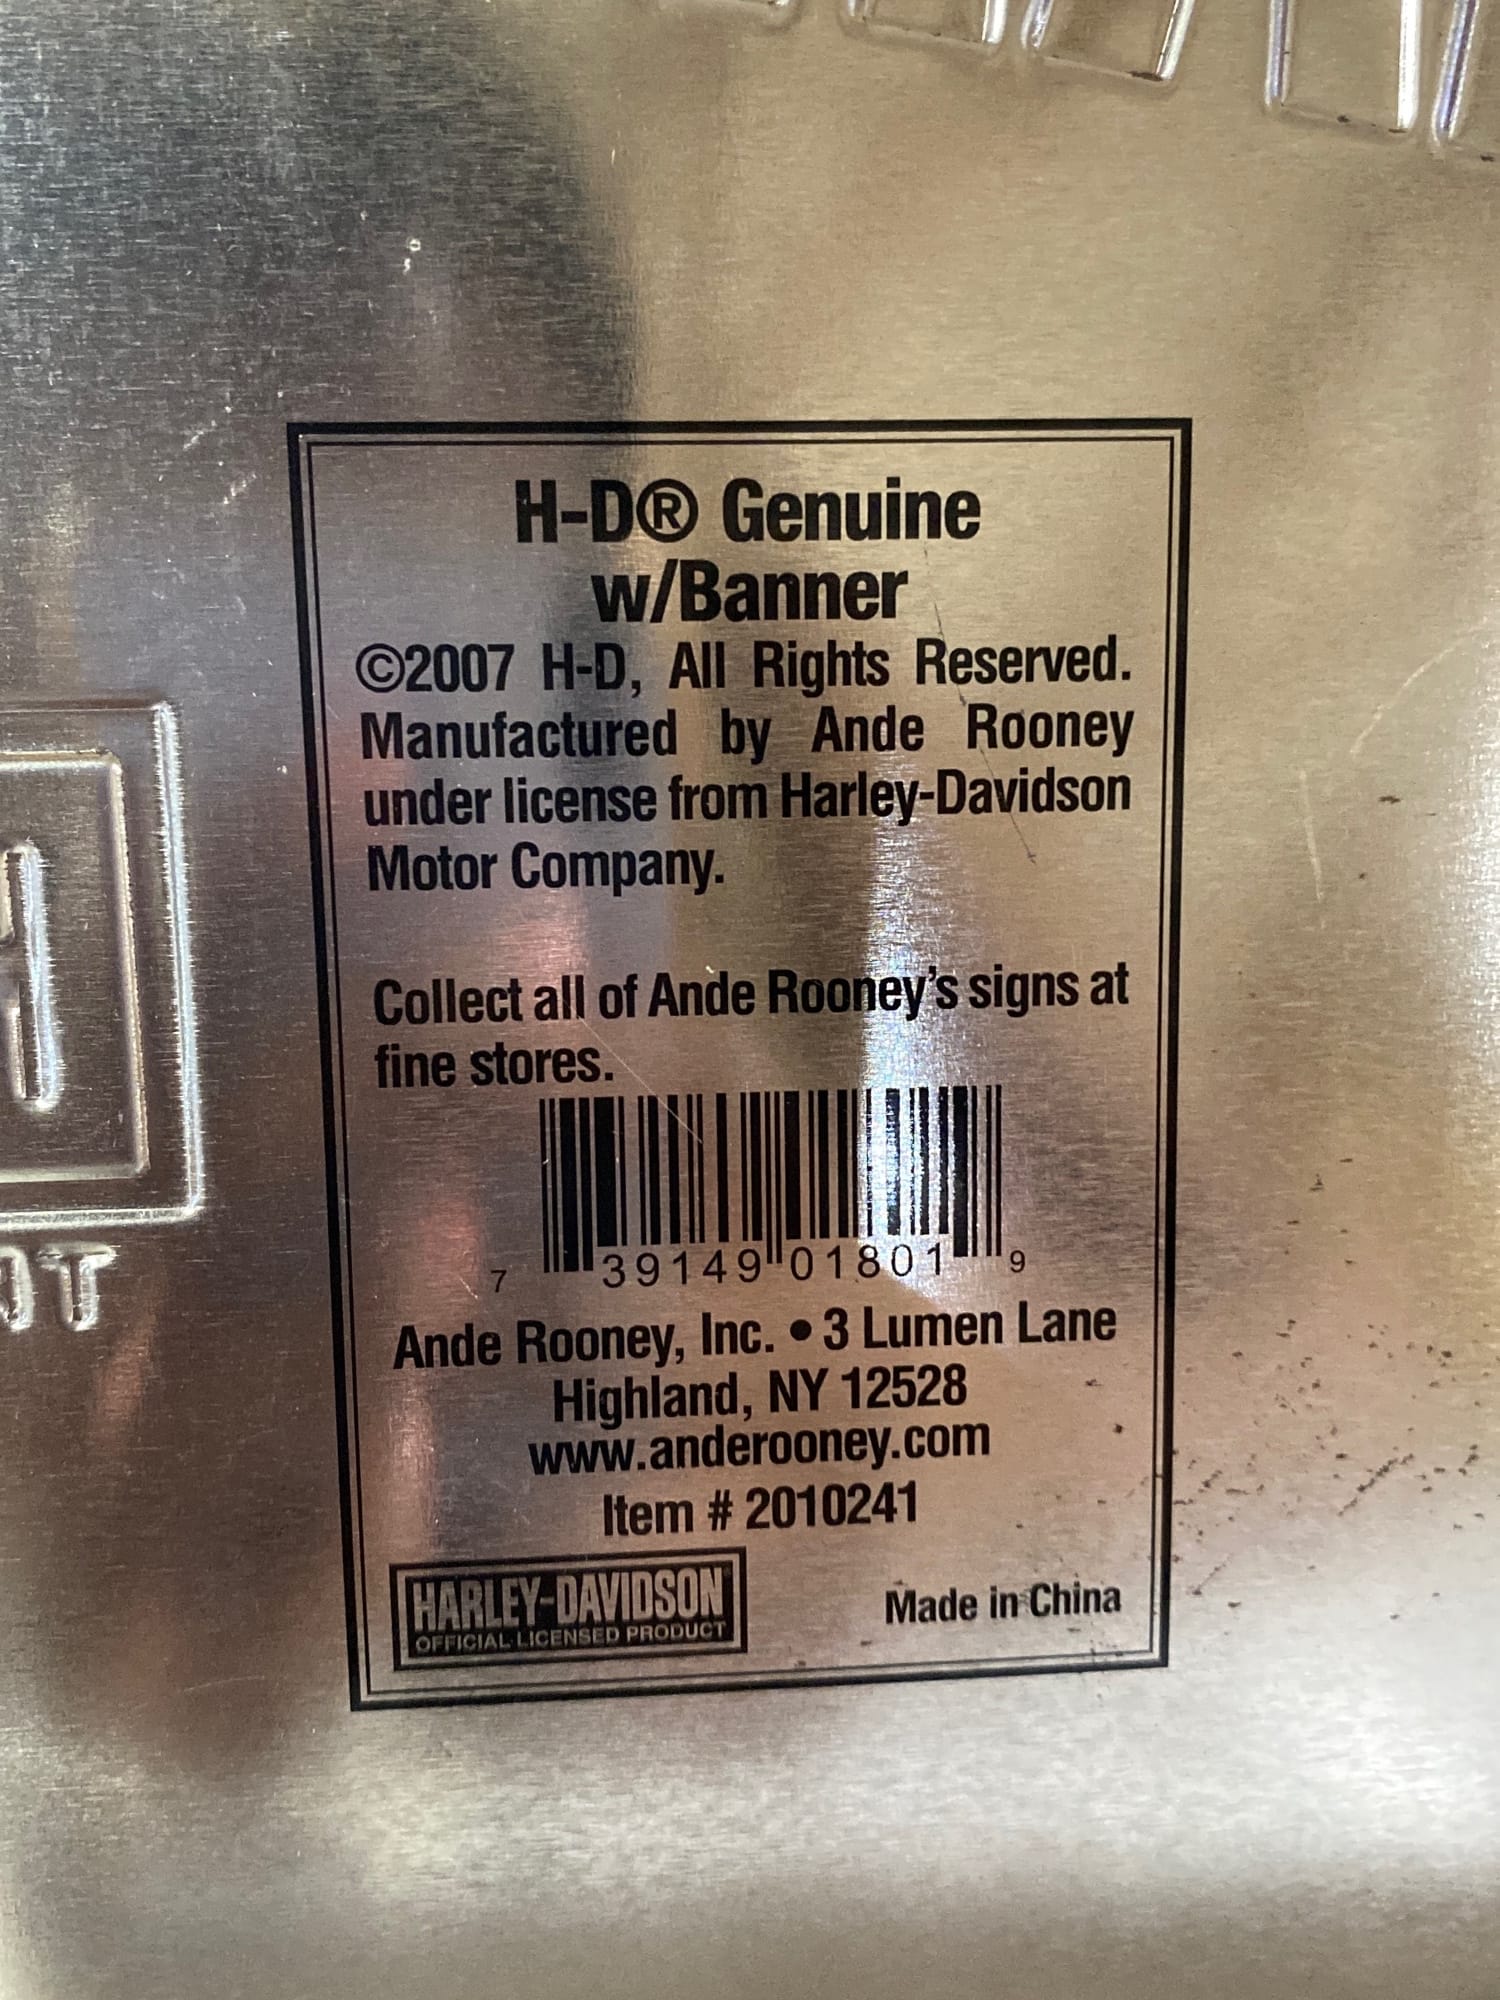 H-D® Genuine
w/Banner
©2007 H-D, All Rights Reserved.
Manufactured by Ande Rooney
under license from Harley-Davidson
Motor Company.
Collect all of Ande Rooney's signs at
fine stores.
7 39149 01801 9
Ande Rooney, Inc. • 3 Lumen Lane
Highland, NY 12528
www.anderooney.com
Item # 2010241
HARLEY-DAVIDSON
OFFICIAL LICENSED PRODUCT
Made in China